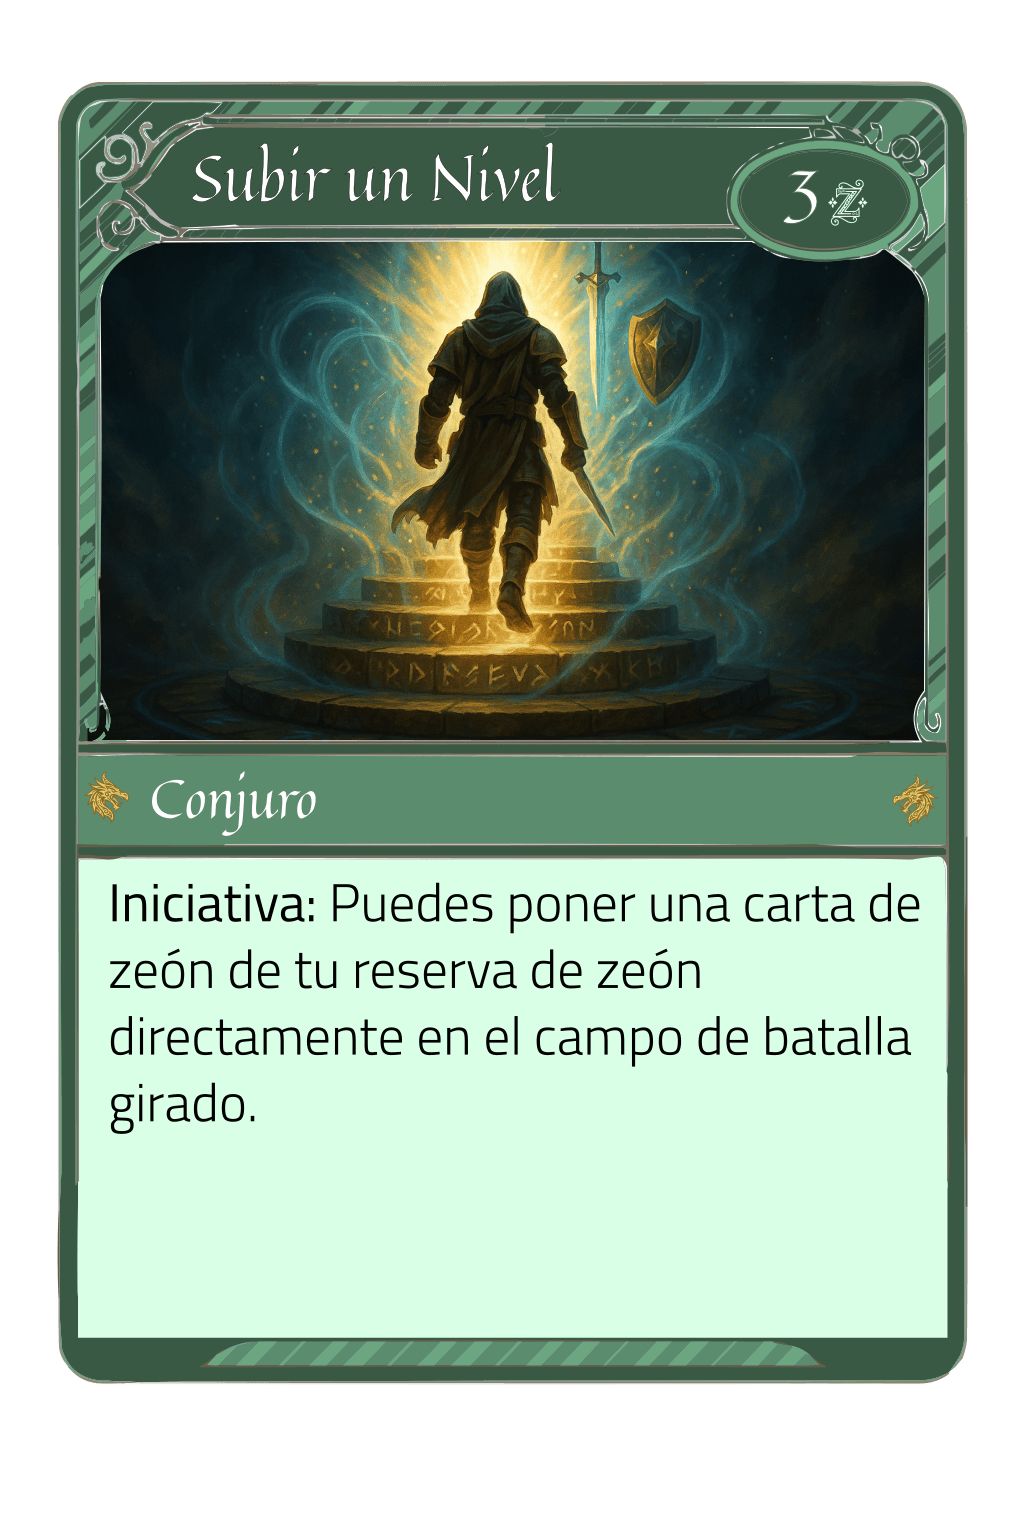 Subir un Nivel
3 Z
Conjuro
Iniciativa: Puedes poner una carta de
zeón de tu reserva de zeón
directamente en el campo de batalla
girado.